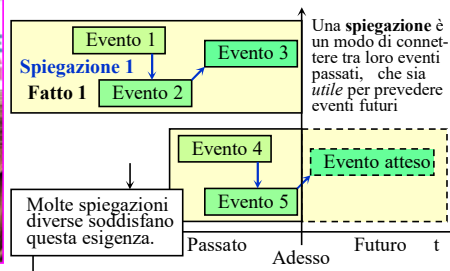 Evento 1
Evento 3
Spiegazione 1
Fatto 1
Evento 2
Una spiegazione è
un modo di connet-
tere tra loro eventi
passati, che sia
utile per prevedere
eventi futuri
Evento 4
Evento atteso
Evento 5
Molte spiegazioni
diverse soddisfano
questa esigenza.
Passato
Adesso
Futuro
t